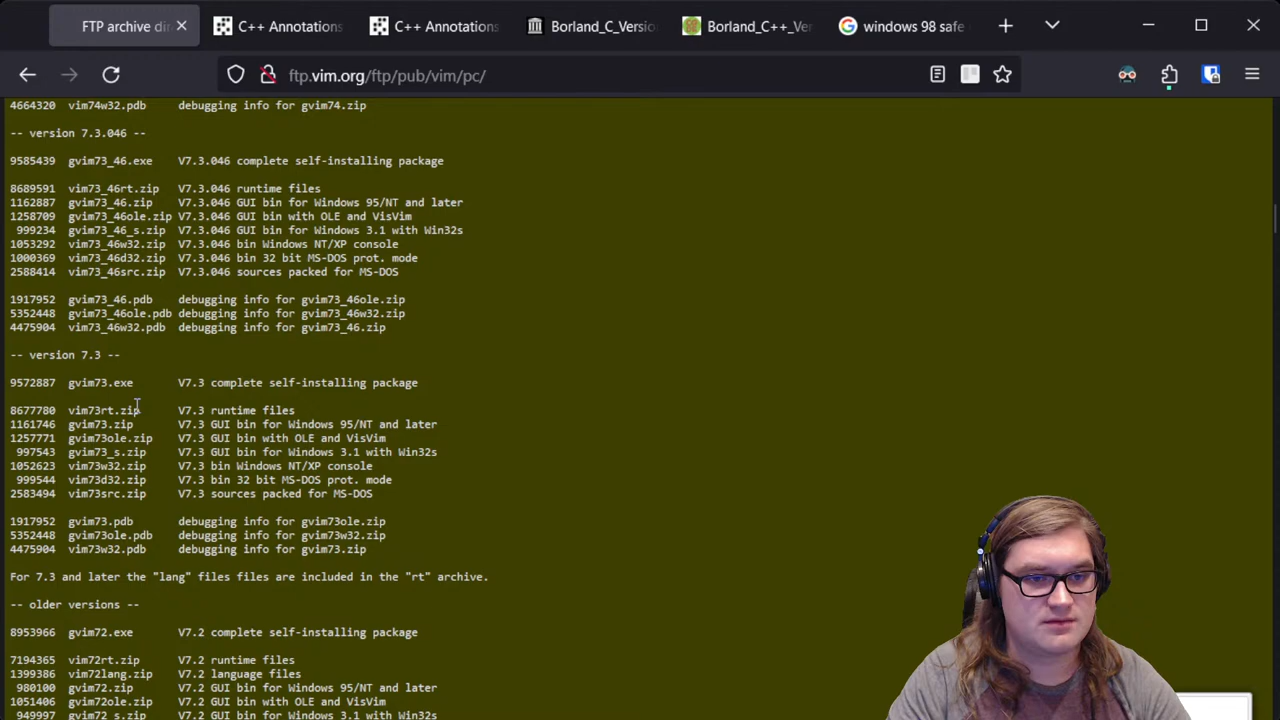 FTP archive dir
C++ Annotations
C++ Annotations
Borland_C_Versio
Borland_C++_Ve
windows 98 safe
ftp.vim.org/ftp/pub/vim/pc/
4664320 vim74w32.pdb debugging info for gvim74.zip
-- version 7.3.046 --
9585439 gvim73_46.exe V7.3.046 complete self-installing package
8689591 vim73_46rt.zip V7.3.046 runtime files
1162887 gvim73_46.zip V7.3.046 GUI bin for Windows 95/NT and later
1258709 gvim73_46ole.zip V7.3.046 GUI bin with OLE and VisVim
999234 gvim73_46_s.zip V7.3.046 GUI bin for Windows 3.1 with Win32s
1053292 vim73_46w32.zip V7.3.046 bin Windows NT/XP console
1000369 vim73_46d32.zip V7.3.046 bin 32 bit MS-DOS prot. mode
2588414 vim73_46src.zip V7.3.046 sources packed for MS-DOS
1917952 gvim73_46.pdb debugging info for gvim73_46ole.zip
5352448 gvim73_46ole.pdb debugging info for gvim73_46w32.zip
4475904 vim73_46w32.pdb debugging info for gvim73_46.zip
-- version 7.3 --
9572887 gvim73.exe V7.3 complete self-installing package
8677780 vim73rt.zip V7.3 runtime files
1161746 gvim73.zip V7.3 GUI bin for Windows 95/NT and later
1257771 gvim73ole.zip V7.3 GUI bin with OLE and VisVim
997543 gvim73_s.zip V7.3 GUI bin for Windows 3.1 with Win32s
1052623 vim73w32.zip V7.3 bin Windows NT/XP console
999544 vim73d32.zip V7.3 bin 32 bit MS-DOS prot. mode
2583494 vim73src.zip V7.3 sources packed for MS-DOS
1917952 gvim73.pdb debugging info for gvim73ole.zip
5352448 gvim73ole.pdb debugging info for gvim73w32.zip
4475904 vim73w32.pdb debugging info for gvim73.zip
For 7.3 and later the "lang" files files are included in the "rt" archive.
-- older versions --
8953966 gvim72.exe V7.2 complete self-installing package
7194365 vim72rt.zip V7.2 runtime files
1399386 vim72lang.zip V7.2 language files
980100 gvim72.zip V7.2 GUI bin for Windows 95/NT and later
1051406 gvim72ole.zip V7.2 GUI bin with OLE and VisVim
949997 gvim72_s.zip V7.2 GUI bin for Windows 3.1 with Win32s